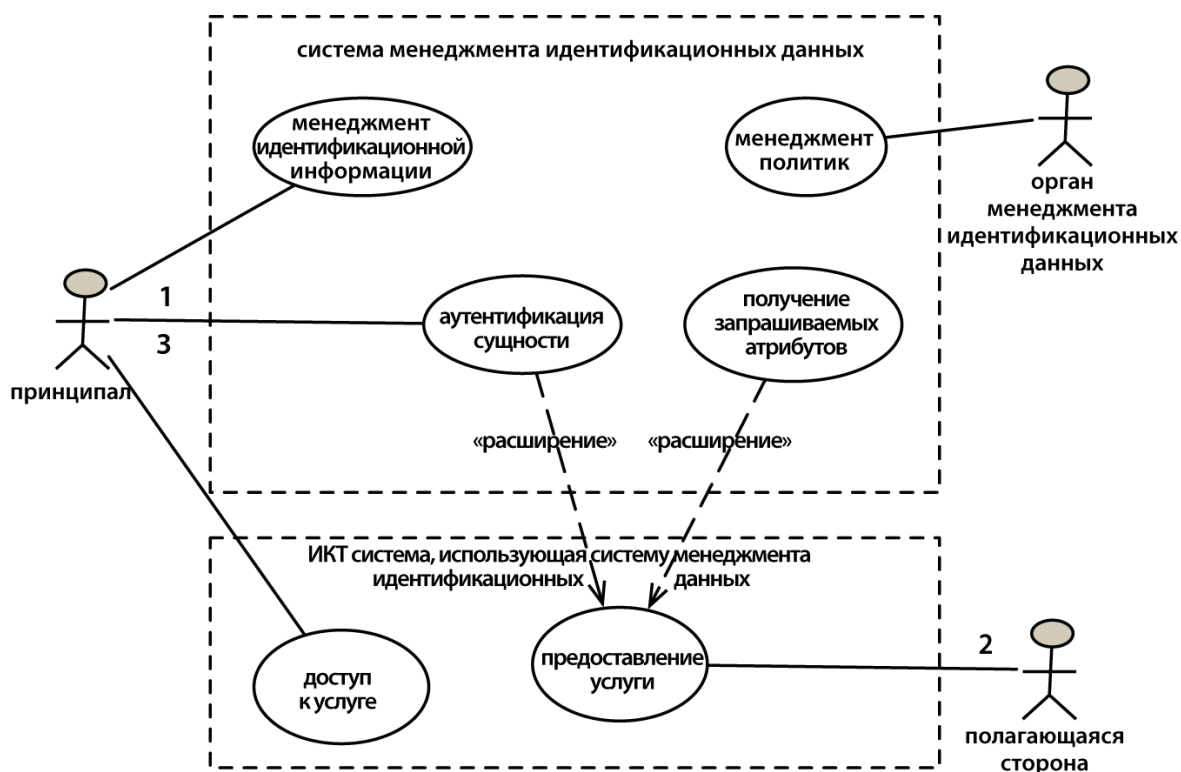 система менеджмента идентификационных данных
менеджмент
идентификационной
информации
менеджмент
политик
орган
менеджмента
идентификационных
данных
1
3
принципал
аутентификация
сущности
получение
запрашиваемых
атрибутов
«расширение»
«расширение»
ИКТ система, использующая систему менеджмента
идентификационных данных
доступ
к услуге
предоставление
услуги
2
полагающаяся
сторона